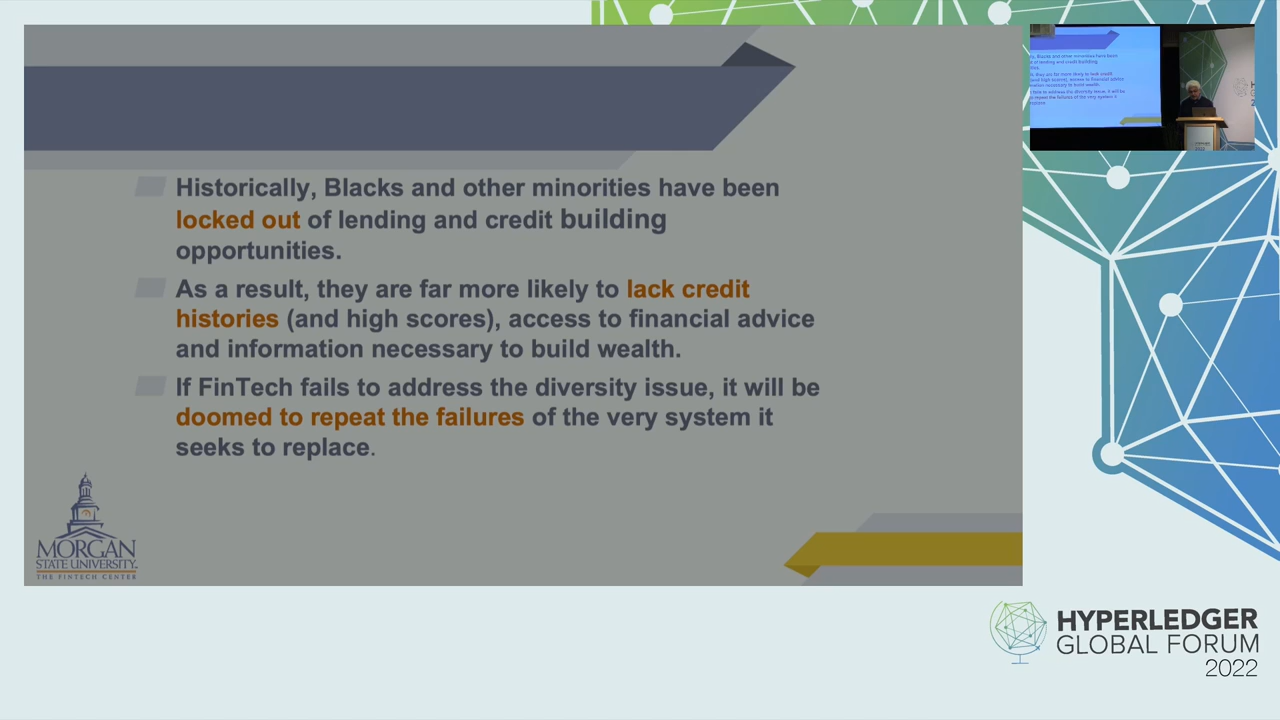 Historically, Blacks and other minorities have been
locked out of lending and credit building
opportunities.
As a result, they are far more likely to lack credit
histories (and high scores), access to financial advice
and information necessary to build wealth.
If FinTech fails to address the diversity issue, it will be
doomed to repeat the failures of the very system it
seeks to replace.
MORGAN
STATE UNIVERSITY
THE FINTECH CENTER
HYPERLEDGER
GLOBAL FORUM
2022